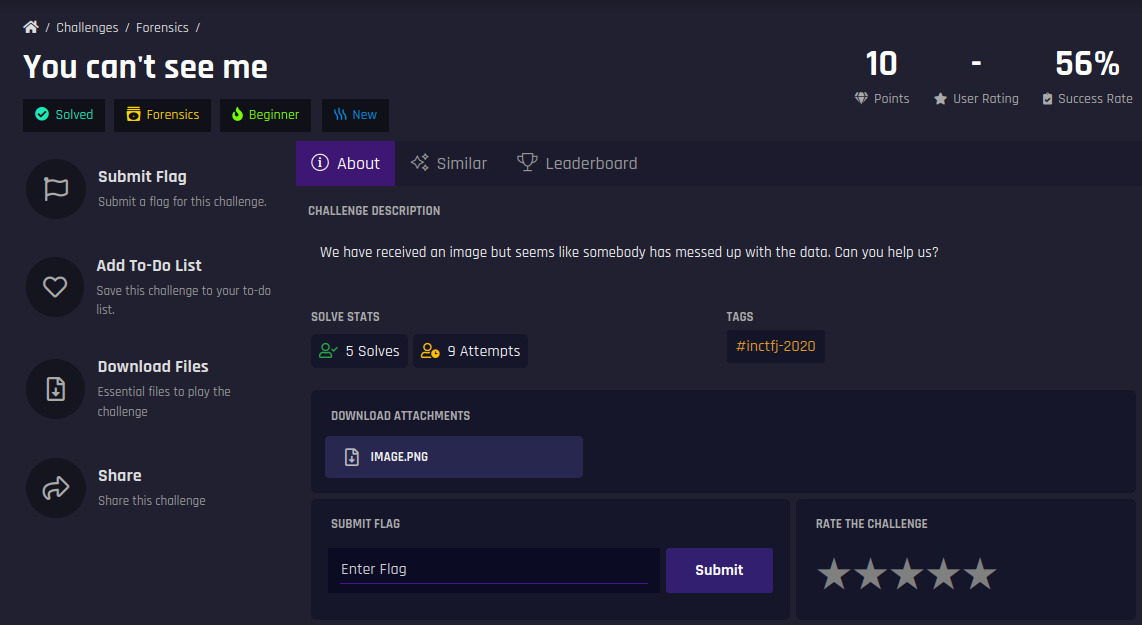 / Challenges / Forensics /
You can't see me
Solved Forensics Beginner New
10 - 56%
Points User Rating Success Rate
Submit Flag
Submit a flag for this challenge.
Add To-Do List
Save this challenge to your to-do
list.
Download Files
Essential files to play the
challenge
Share
Share this challenge
About Similar Leaderboard
CHALLENGE DESCRIPTION
We have received an image but seems like somebody has messed up with the data. Can you help us?
SOLVE STATS
5 Solves 9 Attempts
TAGS
#inctfj-2020
DOWNLOAD ATTACHMENTS
IMAGE.PNG
SUBMIT FLAG
Enter Flag
Submit
RATE THE CHALLENGE